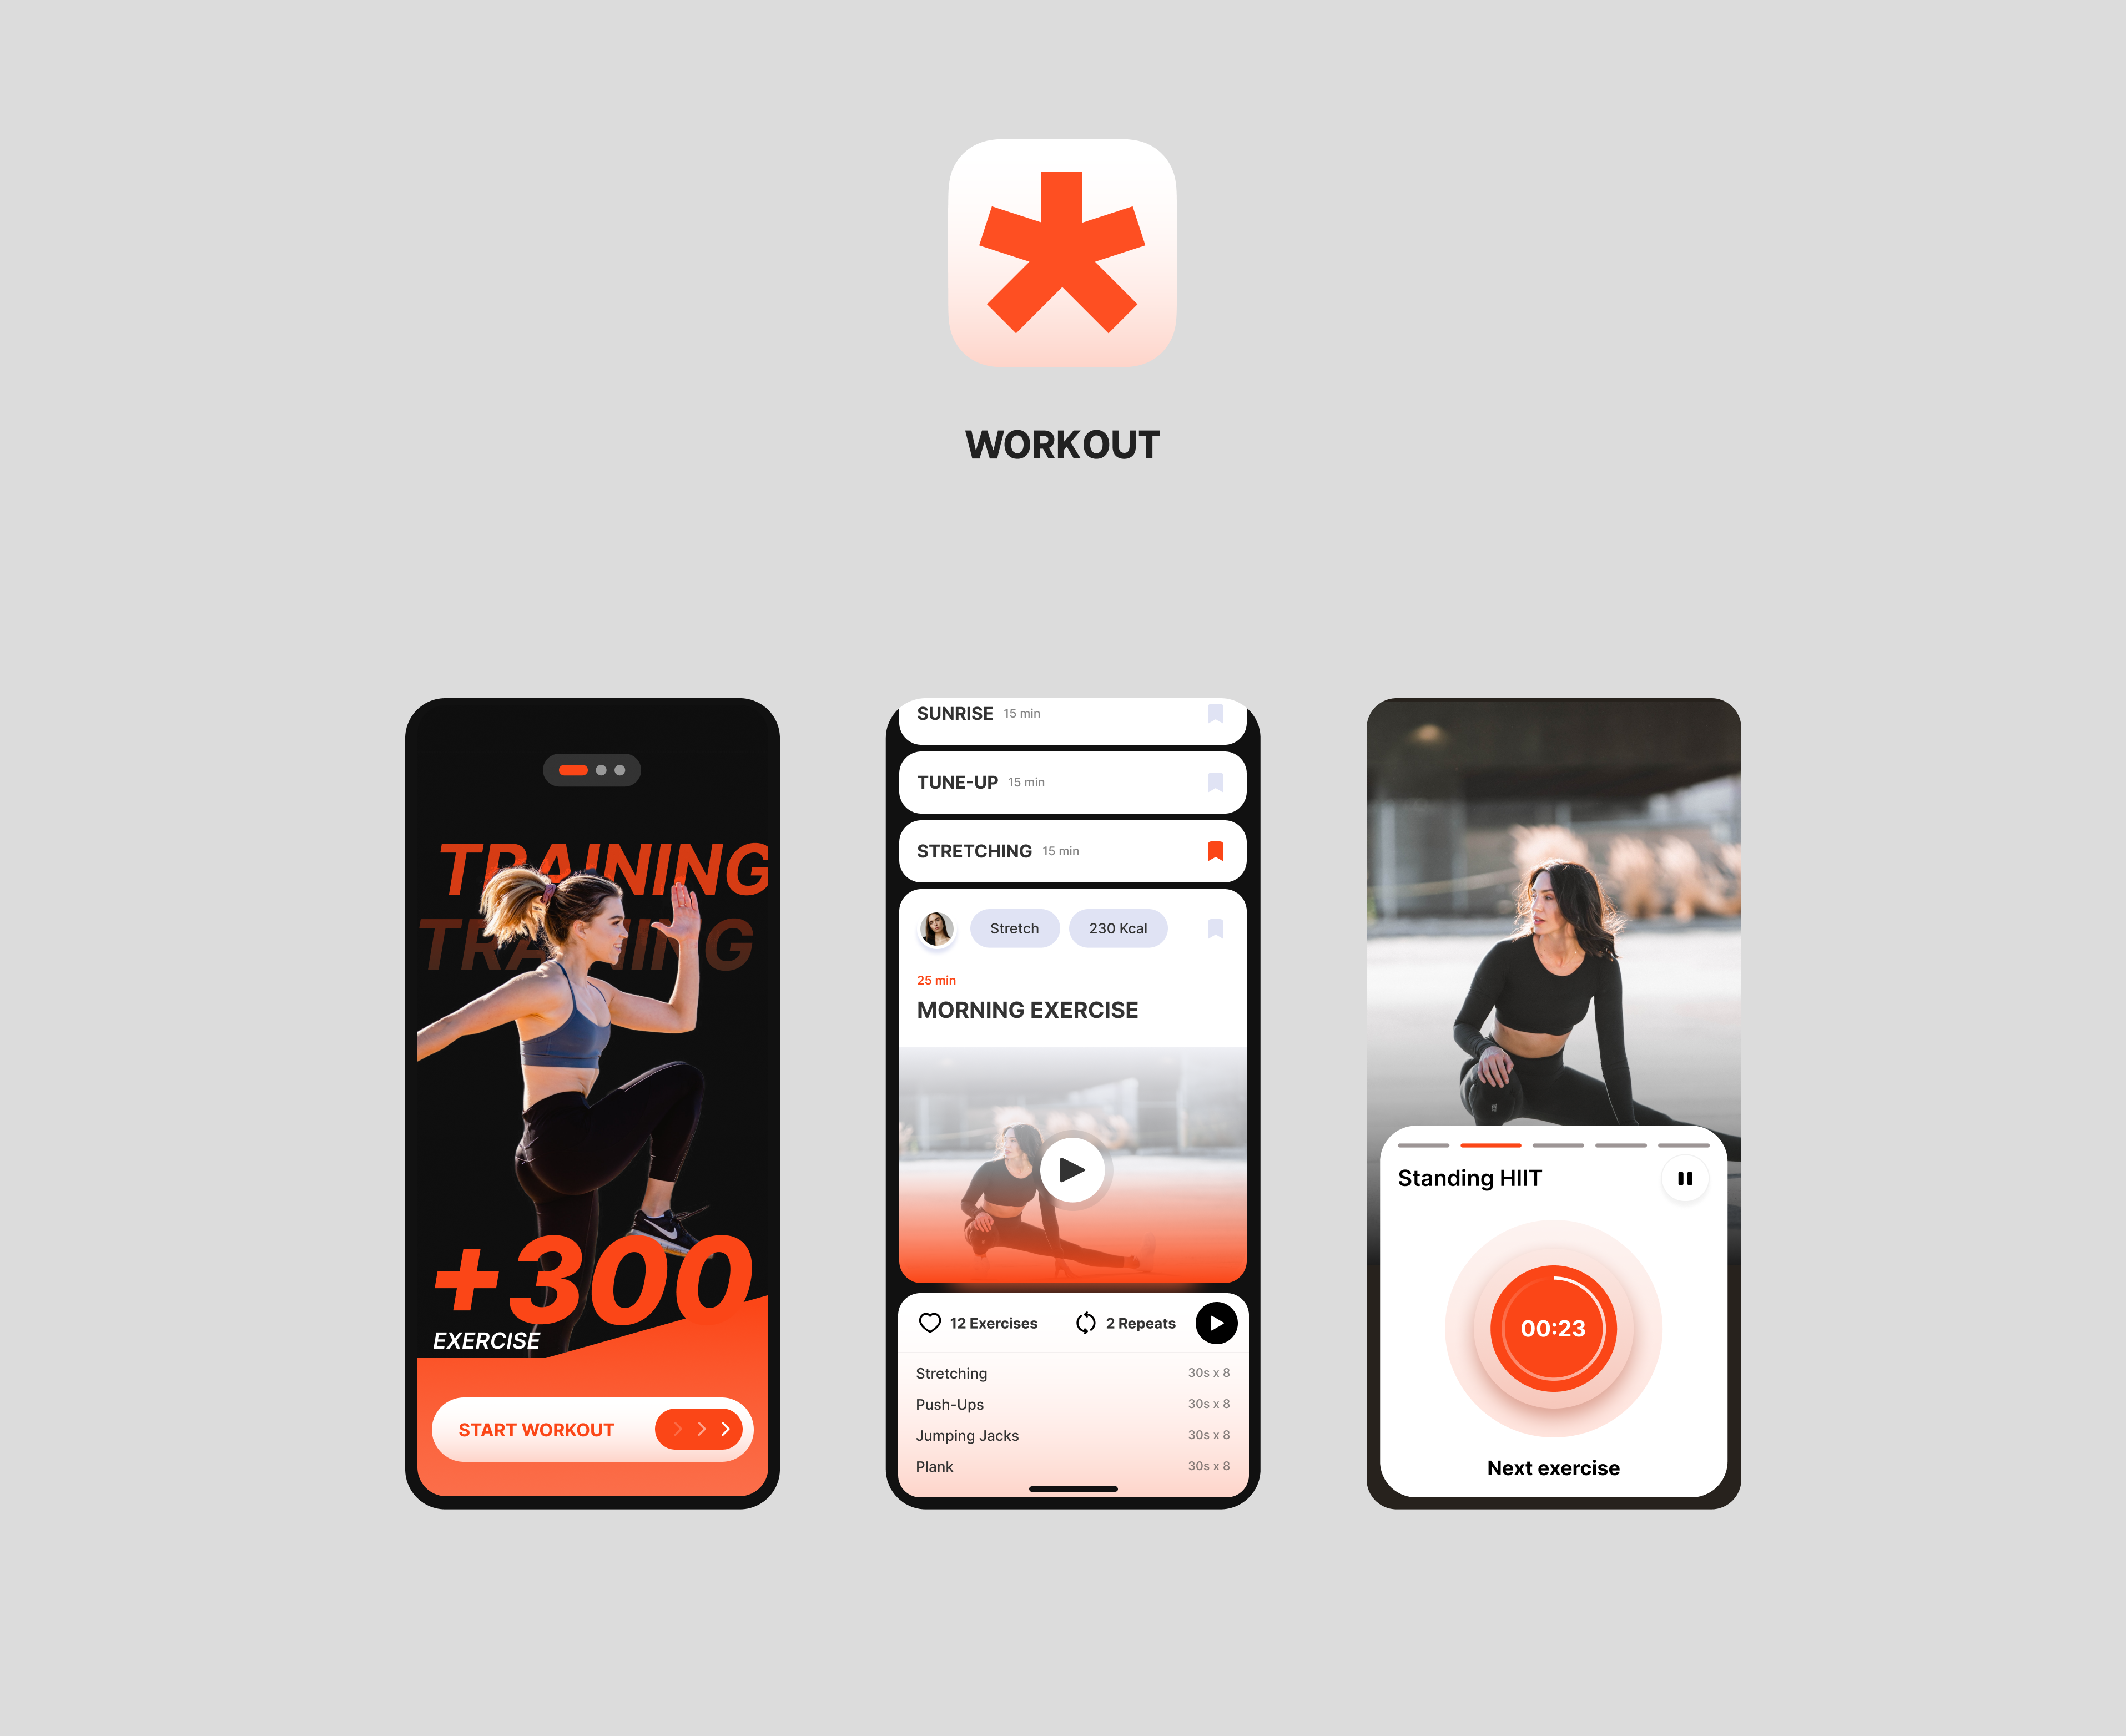 WORKOUT
TRAINING
TRAINING
+300
EXERCISE
START WORKOUT
SUNRISE 15 min
TUNE-UP 15 min
STRETCHING 15 min
Stretch 230 Kcal
25 min
MORNING EXERCISE
12 Exercises 2 Repeats
Stretching 30s x 8
Push-Ups 30s x 8
Jumping Jacks 30s x 8
Plank 30s x 8
Standing HIIT
00:23
Next exercise